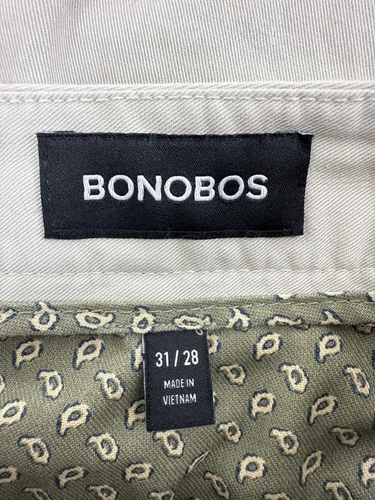 BONOBOS
31 / 28
MADE IN
VIETNAM